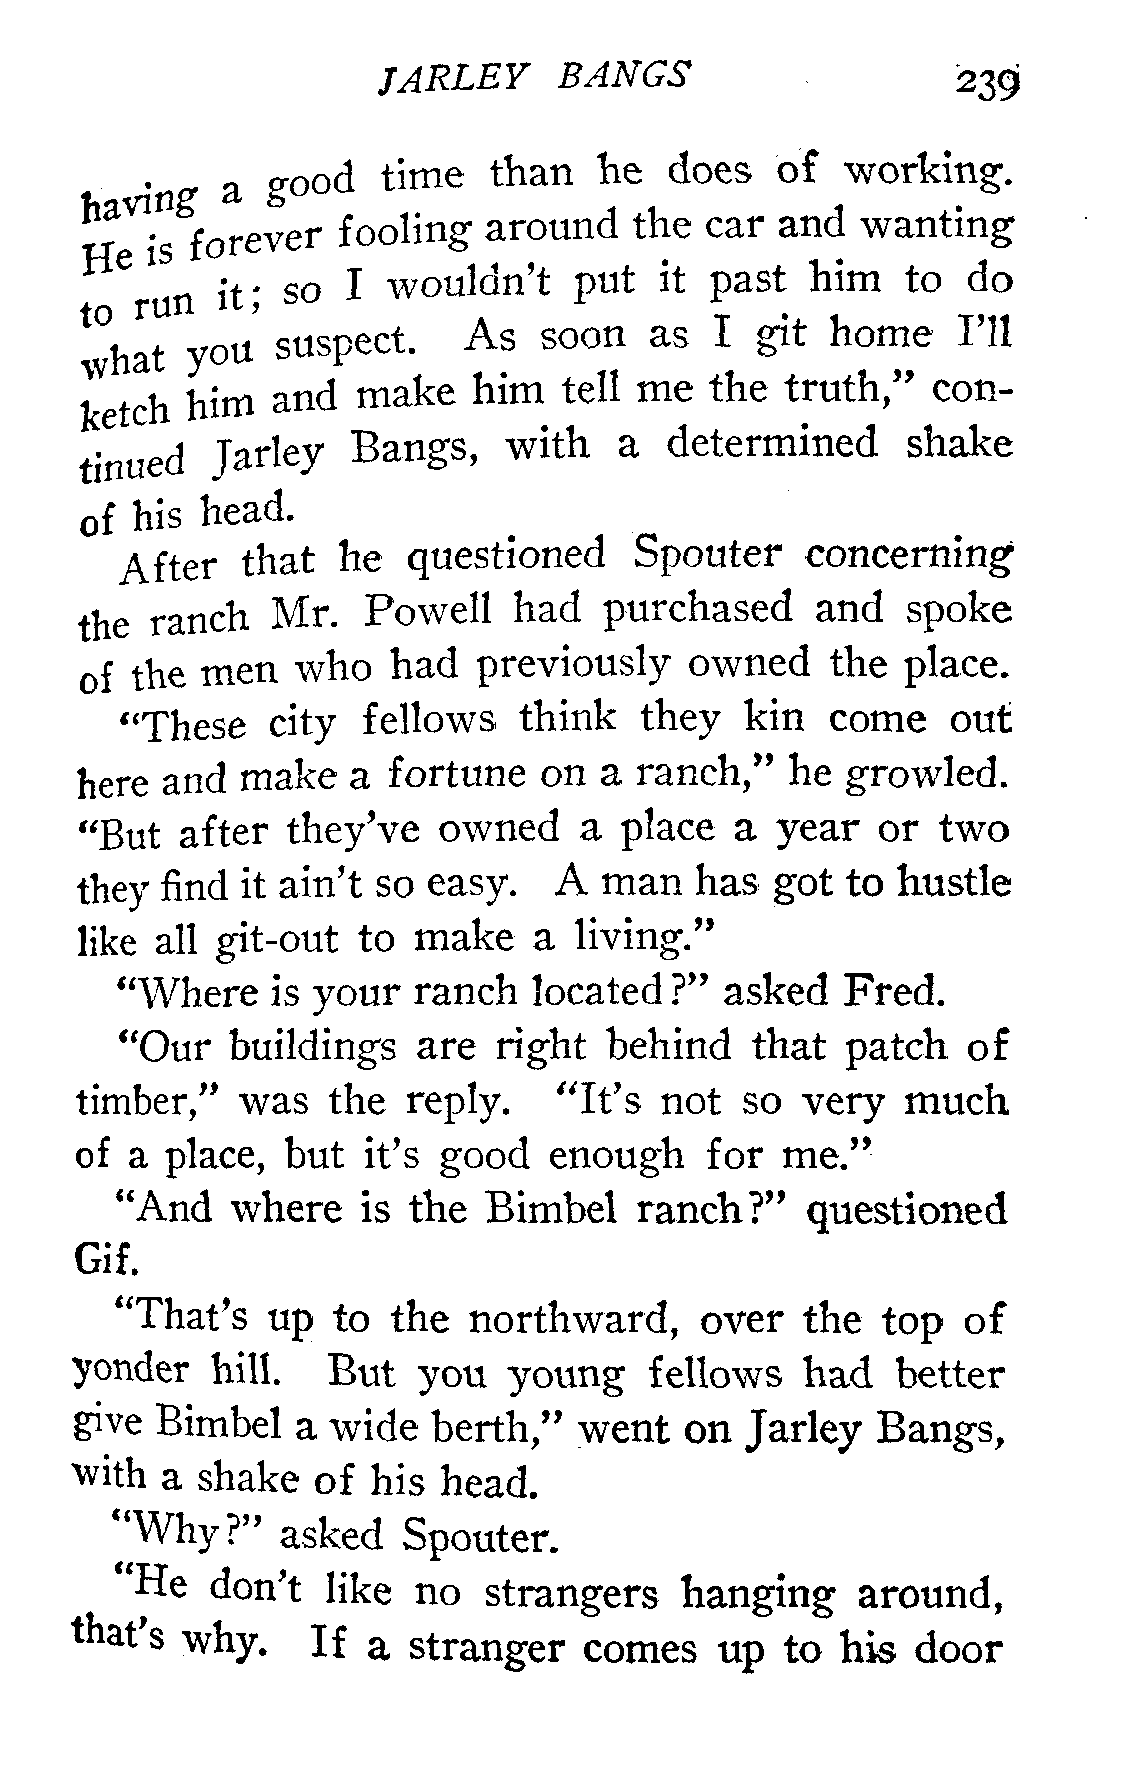 JARLEY BANGS 239
having a good time than he does of working.
He is forever fooling around the car and wanting
to run it; so I wouldn't put it past him to do
what you suspect. As soon as I git home I'll
ketch him and make him tell me the truth," con-
tinued Jarley Bangs, with a determined shake
of his head.
After that he questioned Spouter concerning
the ranch Mr. Powell had purchased and spoke
of the men who had previously owned the place.
"These city fellows think they kin come out
here and make a fortune on a ranch," he growled.
"But after they've owned a place a year or two
they find it ain't so easy. A man has got to hustle
like all git-out to make a living."
"Where is your ranch located?" asked Fred.
"Our buildings are right behind that patch of
timber," was the reply. "It's not so very much
of a place, but it's good enough for me."
"And where is the Bimbel ranch?" questioned
Gif.
"That's up to the northward, over the top of
yonder hill. But you young fellows had better
give Bimbel a wide berth," went on Jarley Bangs,
with a shake of his head.
"Why?" asked Spouter.
"He don't like no strangers hanging around,
that's why. If a stranger comes up to his door